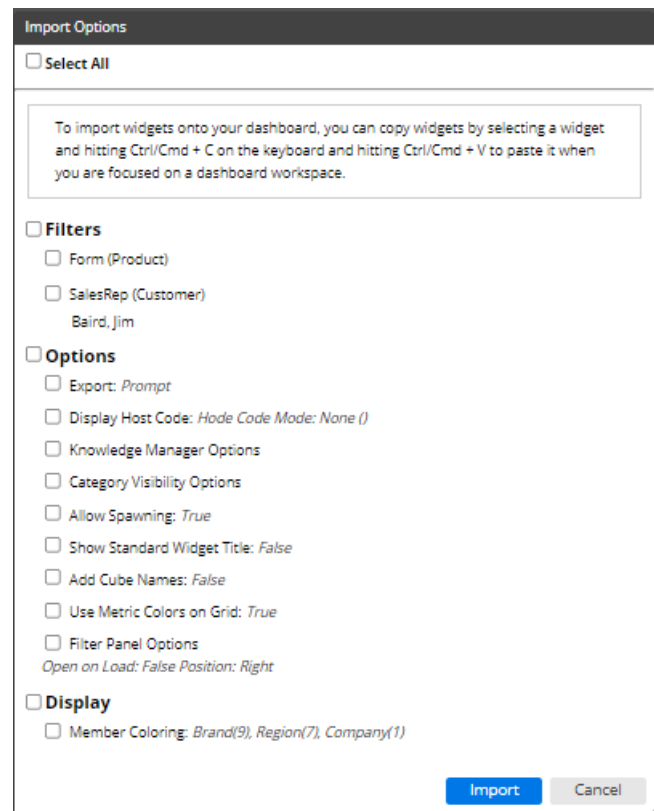 Import Options
Select All
To import widgets onto your dashboard, you can copy widgets by selecting a widget
and hitting Ctrl/Cmd + C on the keyboard and hitting Ctrl/Cmd + V to paste it when
you are focused on a dashboard workspace.
Filters
Form (Product)
SalesRep (Customer)
Baird, Jim
Options
Export: Prompt
Display Host Code: Hode Code Mode: None ()
Knowledge Manager Options
Category Visibility Options
Allow Spawning: True
Show Standard Widget Title: False
Add Cube Names: False
Use Metric Colors on Grid: True
Filter Panel Options
Open on Load: False Position: Right
Display
Member Coloring: Brand(9), Region(7), Company(1)
Import Cancel